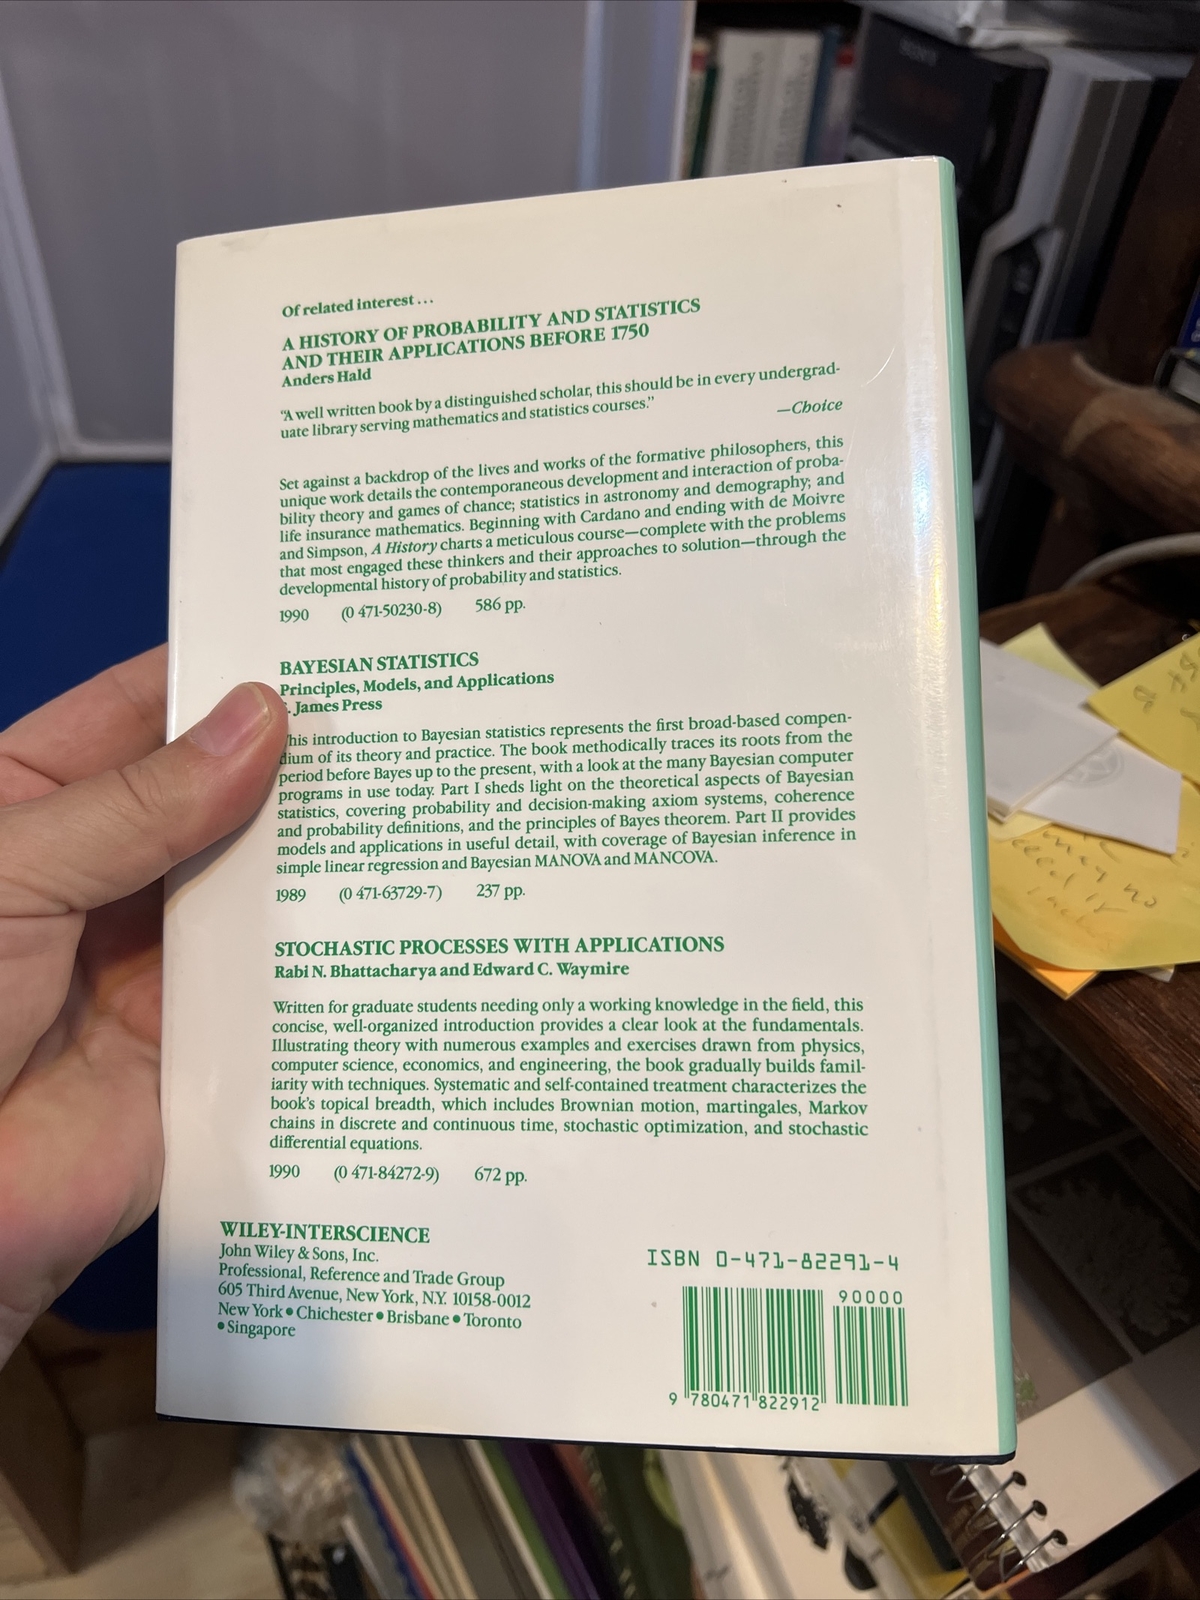 Of related interest ...
A HISTORY OF PROBABILITY AND STATISTICS
AND THEIR APPLICATIONS BEFORE 1750
Anders Hald
"A well written book by a distinguished scholar, this should be in every undergrad-
uate library serving mathematics and statistics courses."
—Choice
Set against a backdrop of the lives and works of the formative philosophers, this
unique work details the contemporaneous development and interaction of proba-
bility theory and games of chance; statistics in astronomy and demography; and
life insurance mathematics. Beginning with Cardano and ending with de Moivre
and Simpson, A History charts a meticulous course—complete with the problems
that most engaged these thinkers and their approaches to solution—through the
developmental history of probability and statistics.
1990 (0 471-50230-8) 586 pp.
BAYESIAN STATISTICS
Principles, Models, and Applications
. James Press
This introduction to Bayesian statistics represents the first broad-based compen-
dium of its theory and practice. The book methodically traces its roots from the
period before Bayes up to the present, with a look at the many Bayesian computer
programs in use today. Part I sheds light on the theoretical aspects of Bayesian
statistics, covering probability and decision-making axiom systems, coherence
and probability definitions, and the principles of Bayes theorem. Part II provides
models and applications in useful detail, with coverage of Bayesian inference in
simple linear regression and Bayesian MANOVA and MANCOVA.
1989 (0 471-63729-7) 237 pp.
STOCHASTIC PROCESSES WITH APPLICATIONS
Rabi N. Bhattacharya and Edward C. Waymire
Written for graduate students needing only a working knowledge in the field, this
concise, well-organized introduction provides a clear look at the fundamentals.
Illustrating theory with numerous examples and exercises drawn from physics,
computer science, economics, and engineering, the book gradually builds famil-
iarity with techniques. Systematic and self-contained treatment characterizes the
book's topical breadth, which includes Brownian motion, martingales, Markov
chains in discrete and continuous time, stochastic optimization, and stochastic
differential equations.
1990 (0 471-84272-9) 672 pp.
WILEY-INTERSCIENCE
John Wiley & Sons, Inc.
Professional, Reference and Trade Group
605 Third Avenue, New York, N.Y. 10158-0012
New York • Chichester • Brisbane • Toronto
• Singapore
ISBN 0-471-82291-4
90000
9 780471 822912
SONY